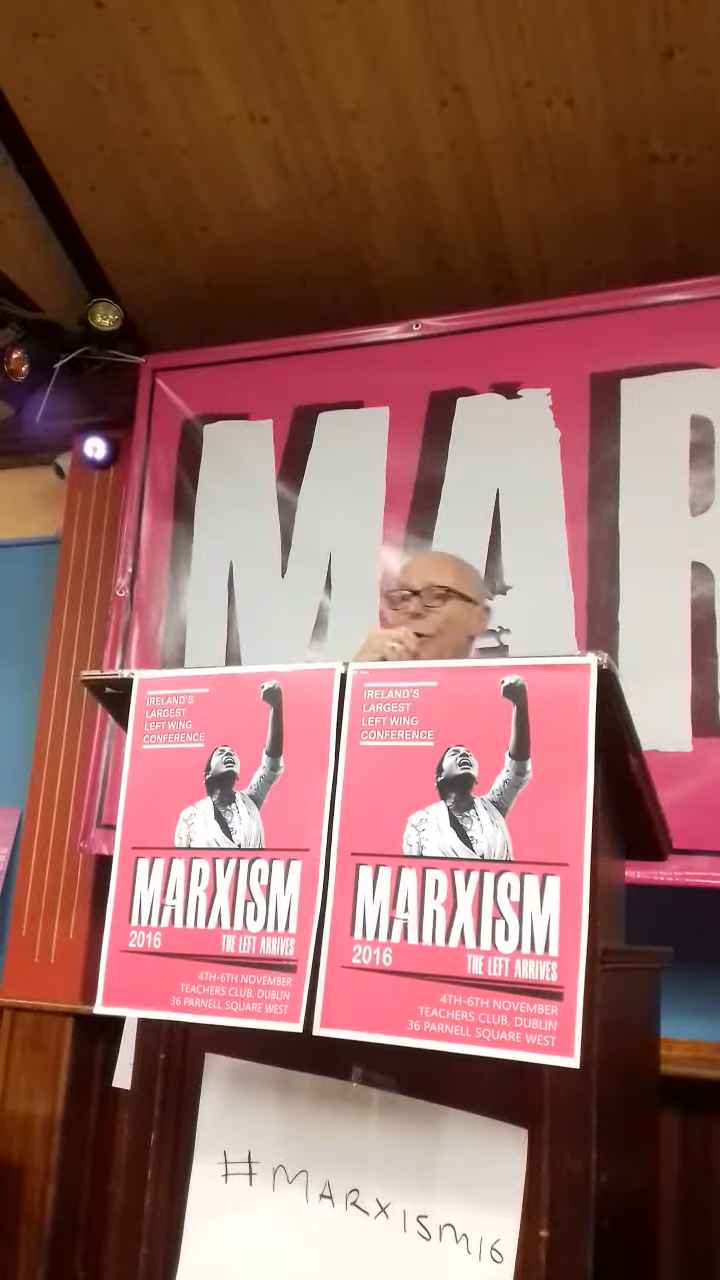 MAR
IRELAND'S
LARGEST
LEFT WING
CONFERENCE
MARXISM
2016
THE LEFT ARRIVES
4TH-6TH NOVEMBER
TEACHERS CLUB, DUBLIN
36 PARNELL SQUARE WEST
IRELAND'S
LARGEST
LEFT WING
CONFERENCE
MARXISM
2016
THE LEFT ARRIVES
4TH-6TH NOVEMBER
TEACHERS CLUB, DUBLIN
36 PARNELL SQUARE WEST
#MARXISM16